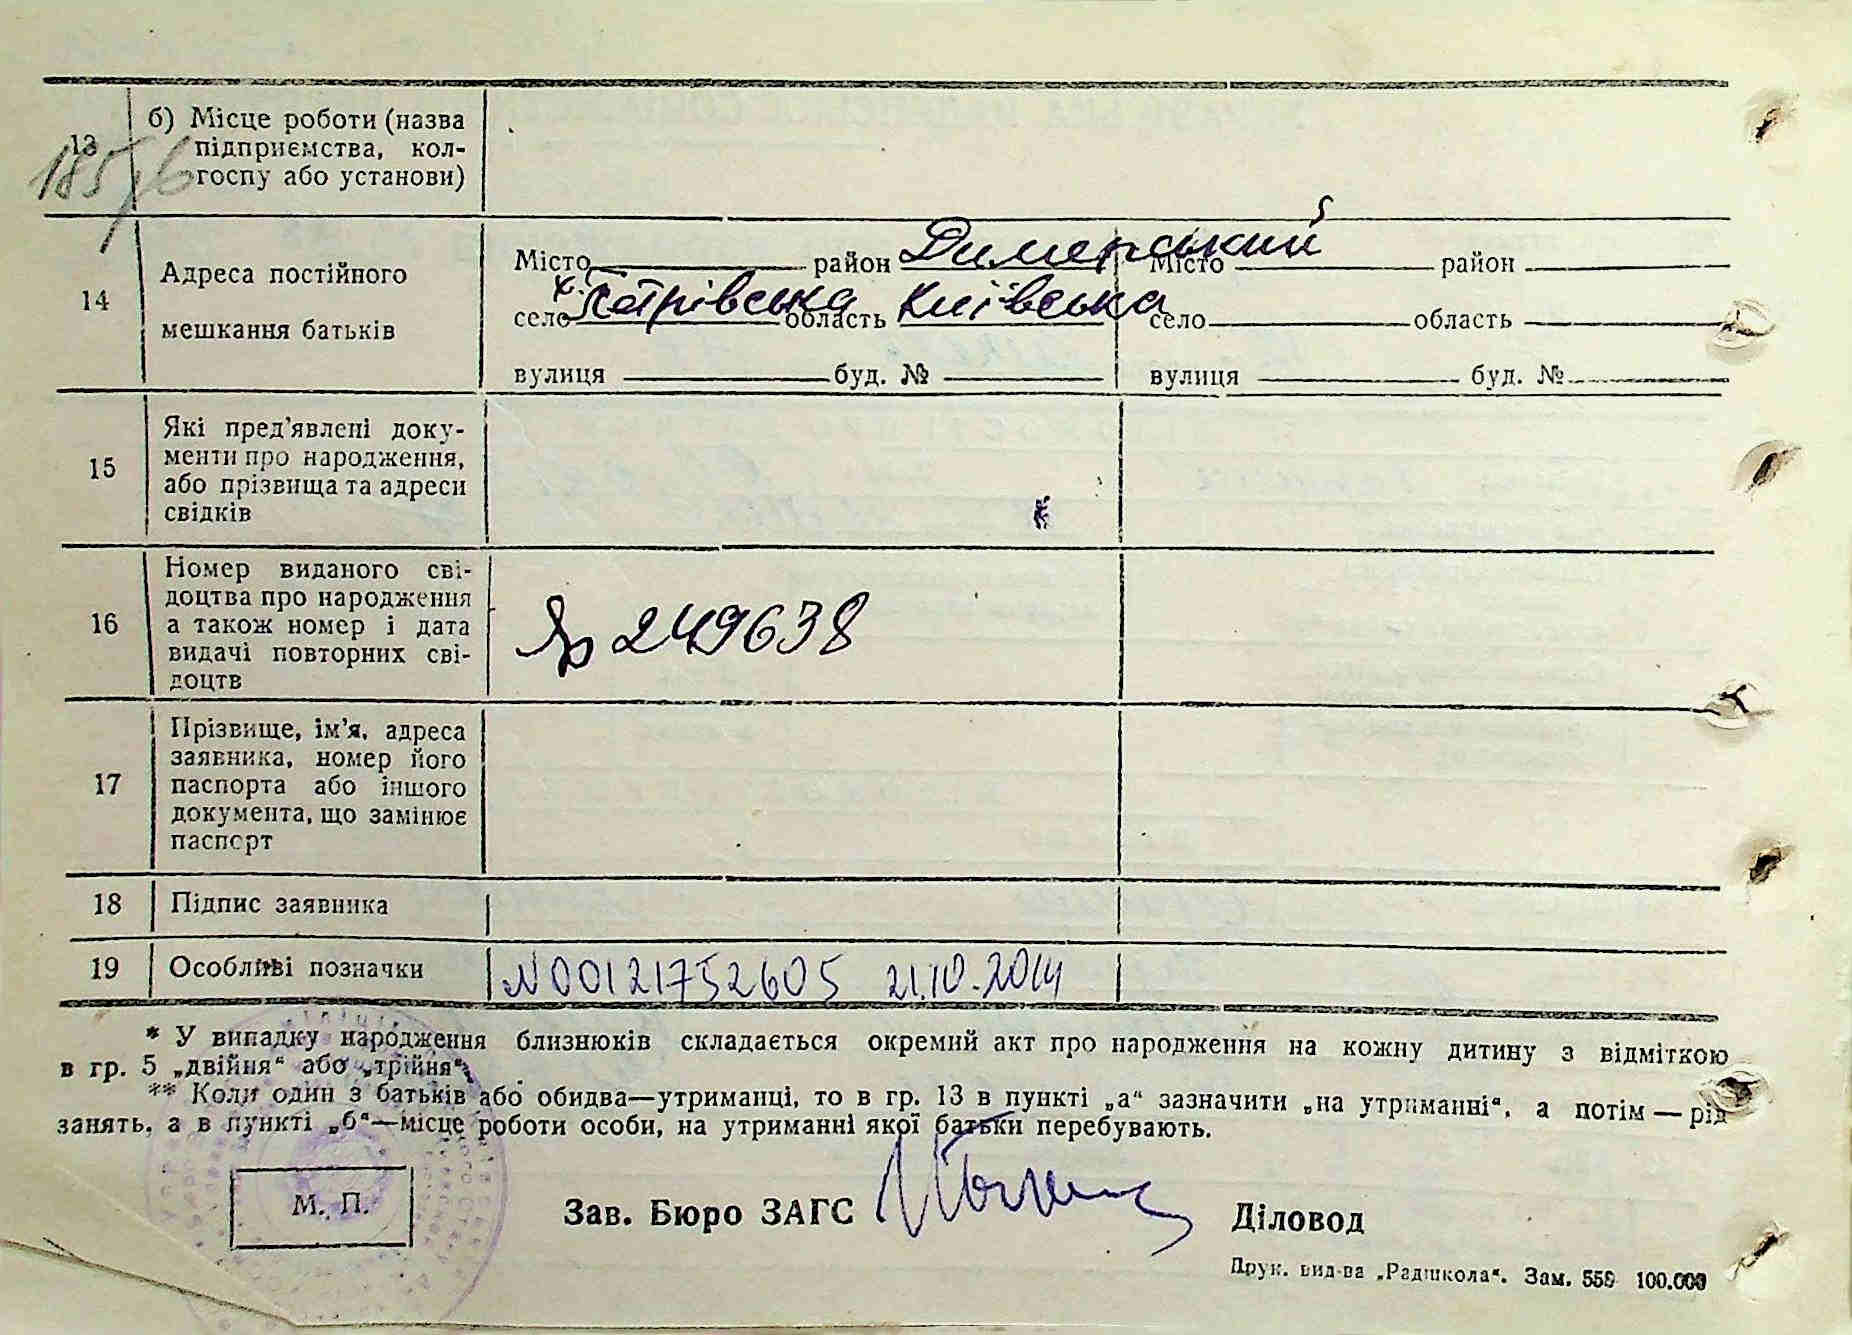 13 б) Місце роботи (назва
підприємства, кол-
185/б госпу або установи)
14 Адреса постійного
мешкання батьків
Місто район Димерський Місто район
село х. Петрівська область Київська село область
вулиця буд. № вулиця буд. №
15 Які пред'явлені доку-
менти про народження,
або прізвища та адреси
свідків
16 Номер виданого сві-
доцтва про народження
а також номер і дата
видачі повторних сві-
доцтв
249638
17 Прізвище, ім'я, адреса
заявника, номер його
паспорта або іншого
документа, що замінює
паспорт
18 Підпис заявника
19 Особливі позначки N00121752605 21.10.2014
* У випадку народження близнюків складається окремий акт про народження на кожну дитину з відміткою
в гр. 5 „двійня“ або „трійня“.
** Коли один з батьків або обидва—утриманці, то в гр. 13 в пункті „а“ зазначити „на утриманні“, а потім — рід
занять, а в пункті „б“—місце роботи особи, на утриманні якої батьки перебувають.
М. П. Зав. Бюро ЗАГС Діловод
Друк. вид-ва „Радшкола“. Зам. 559 100.000